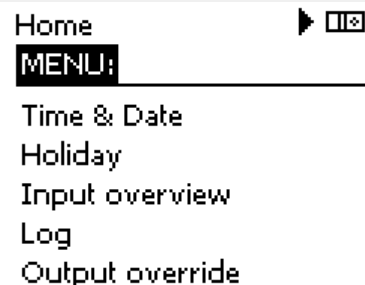 Home
MENU:
Time & Date
Holiday
Input overview
Log
Output override